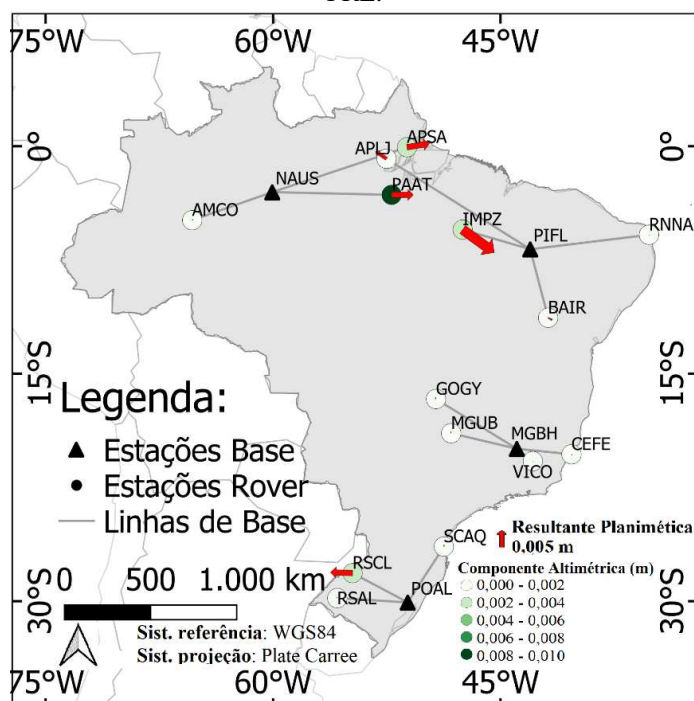 75°W 60°W 45°W
0°
0°
APSA
APLJ
NAUS
PAAT
AMCO
IMPZ
PIFL
RNNA
BAIR
15°S
15°S
GOGY
Legenda:
MGUB
MGBH
CEFE
Estações Base
VICO
Estações Rover
Linhas de Base
SCAQ
Resultante Planimética
0.005 m
Componente Altimétrica (m)
0,000 - 0,002
0,002 - 0,004
0,004 - 0,006
0,006 - 0,008
0,008 - 0,010
RSCL
0 500 1.000 km
POAL
RSAL
30°S
30°S
Sist. referência: WGS84
Sist. projeção: Plate Carree
75°W 60°W 45°W